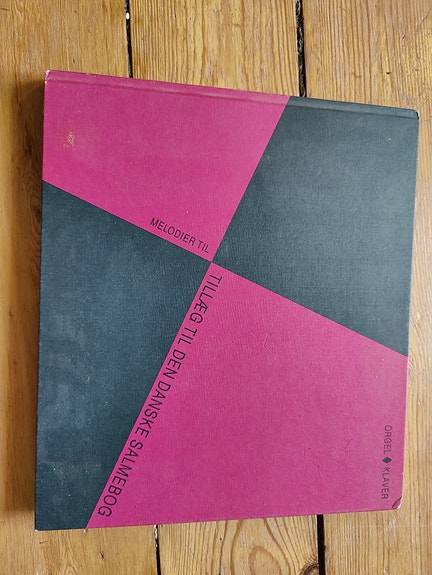 MELODIER TIL
TILLÆG TIL DEN DANSKE SALMEBOG
ORGEL ◆ KLAVER